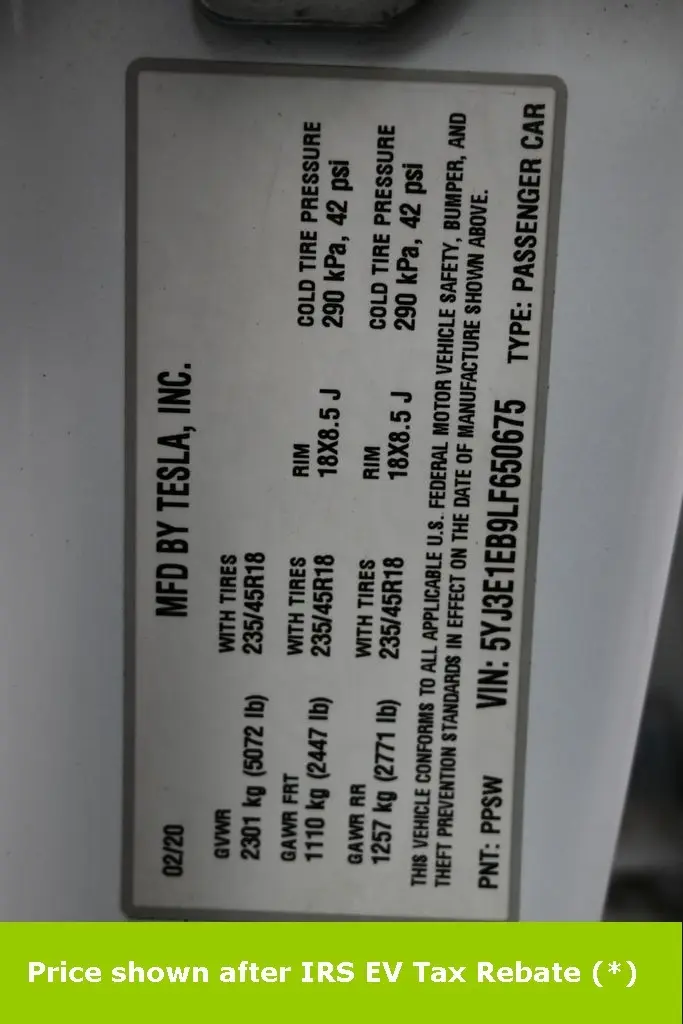 02/20 MFD BY TESLA, INC.
GVWR WITH TIRES
2301 kg (5072 lb) 235/45R18
GAWR FRT WITH TIRES RIM COLD TIRE PRESSURE
1110 kg (2447 lb) 235/45R18 18X8.5 J 290 kPa, 42 psi
GAWR RR WITH TIRES RIM COLD TIRE PRESSURE
1257 kg (2771 lb) 235/45R18 18X8.5 J 290 kPa, 42 psi
THIS VEHICLE CONFORMS TO ALL APPLICABLE U.S. FEDERAL MOTOR VEHICLE SAFETY, BUMPER, AND
THEFT PREVENTION STANDARDS IN EFFECT ON THE DATE OF MANUFACTURE SHOWN ABOVE.
PNT: PPSW VIN: 5YJ3E1EB9LF650675 TYPE: PASSENGER CAR
Price shown after IRS EV Tax Rebate (*)